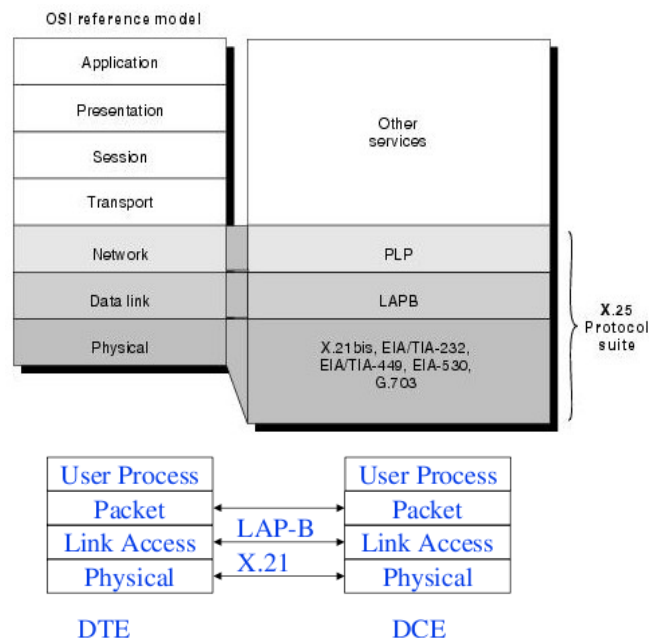 OSI reference model
Application
Presentation
Session
Transport
Network
Data link
Physical
Other
services
PLP
LAPB
X.21bis, EIA/TIA-232,
EIA/TIA-449, EIA-530,
G.703
X.25
Protocol
suite
User Process
Packet
Link Access
Physical
LAP-B
X.21
User Process
Packet
Link Access
Physical
DTE
DCE